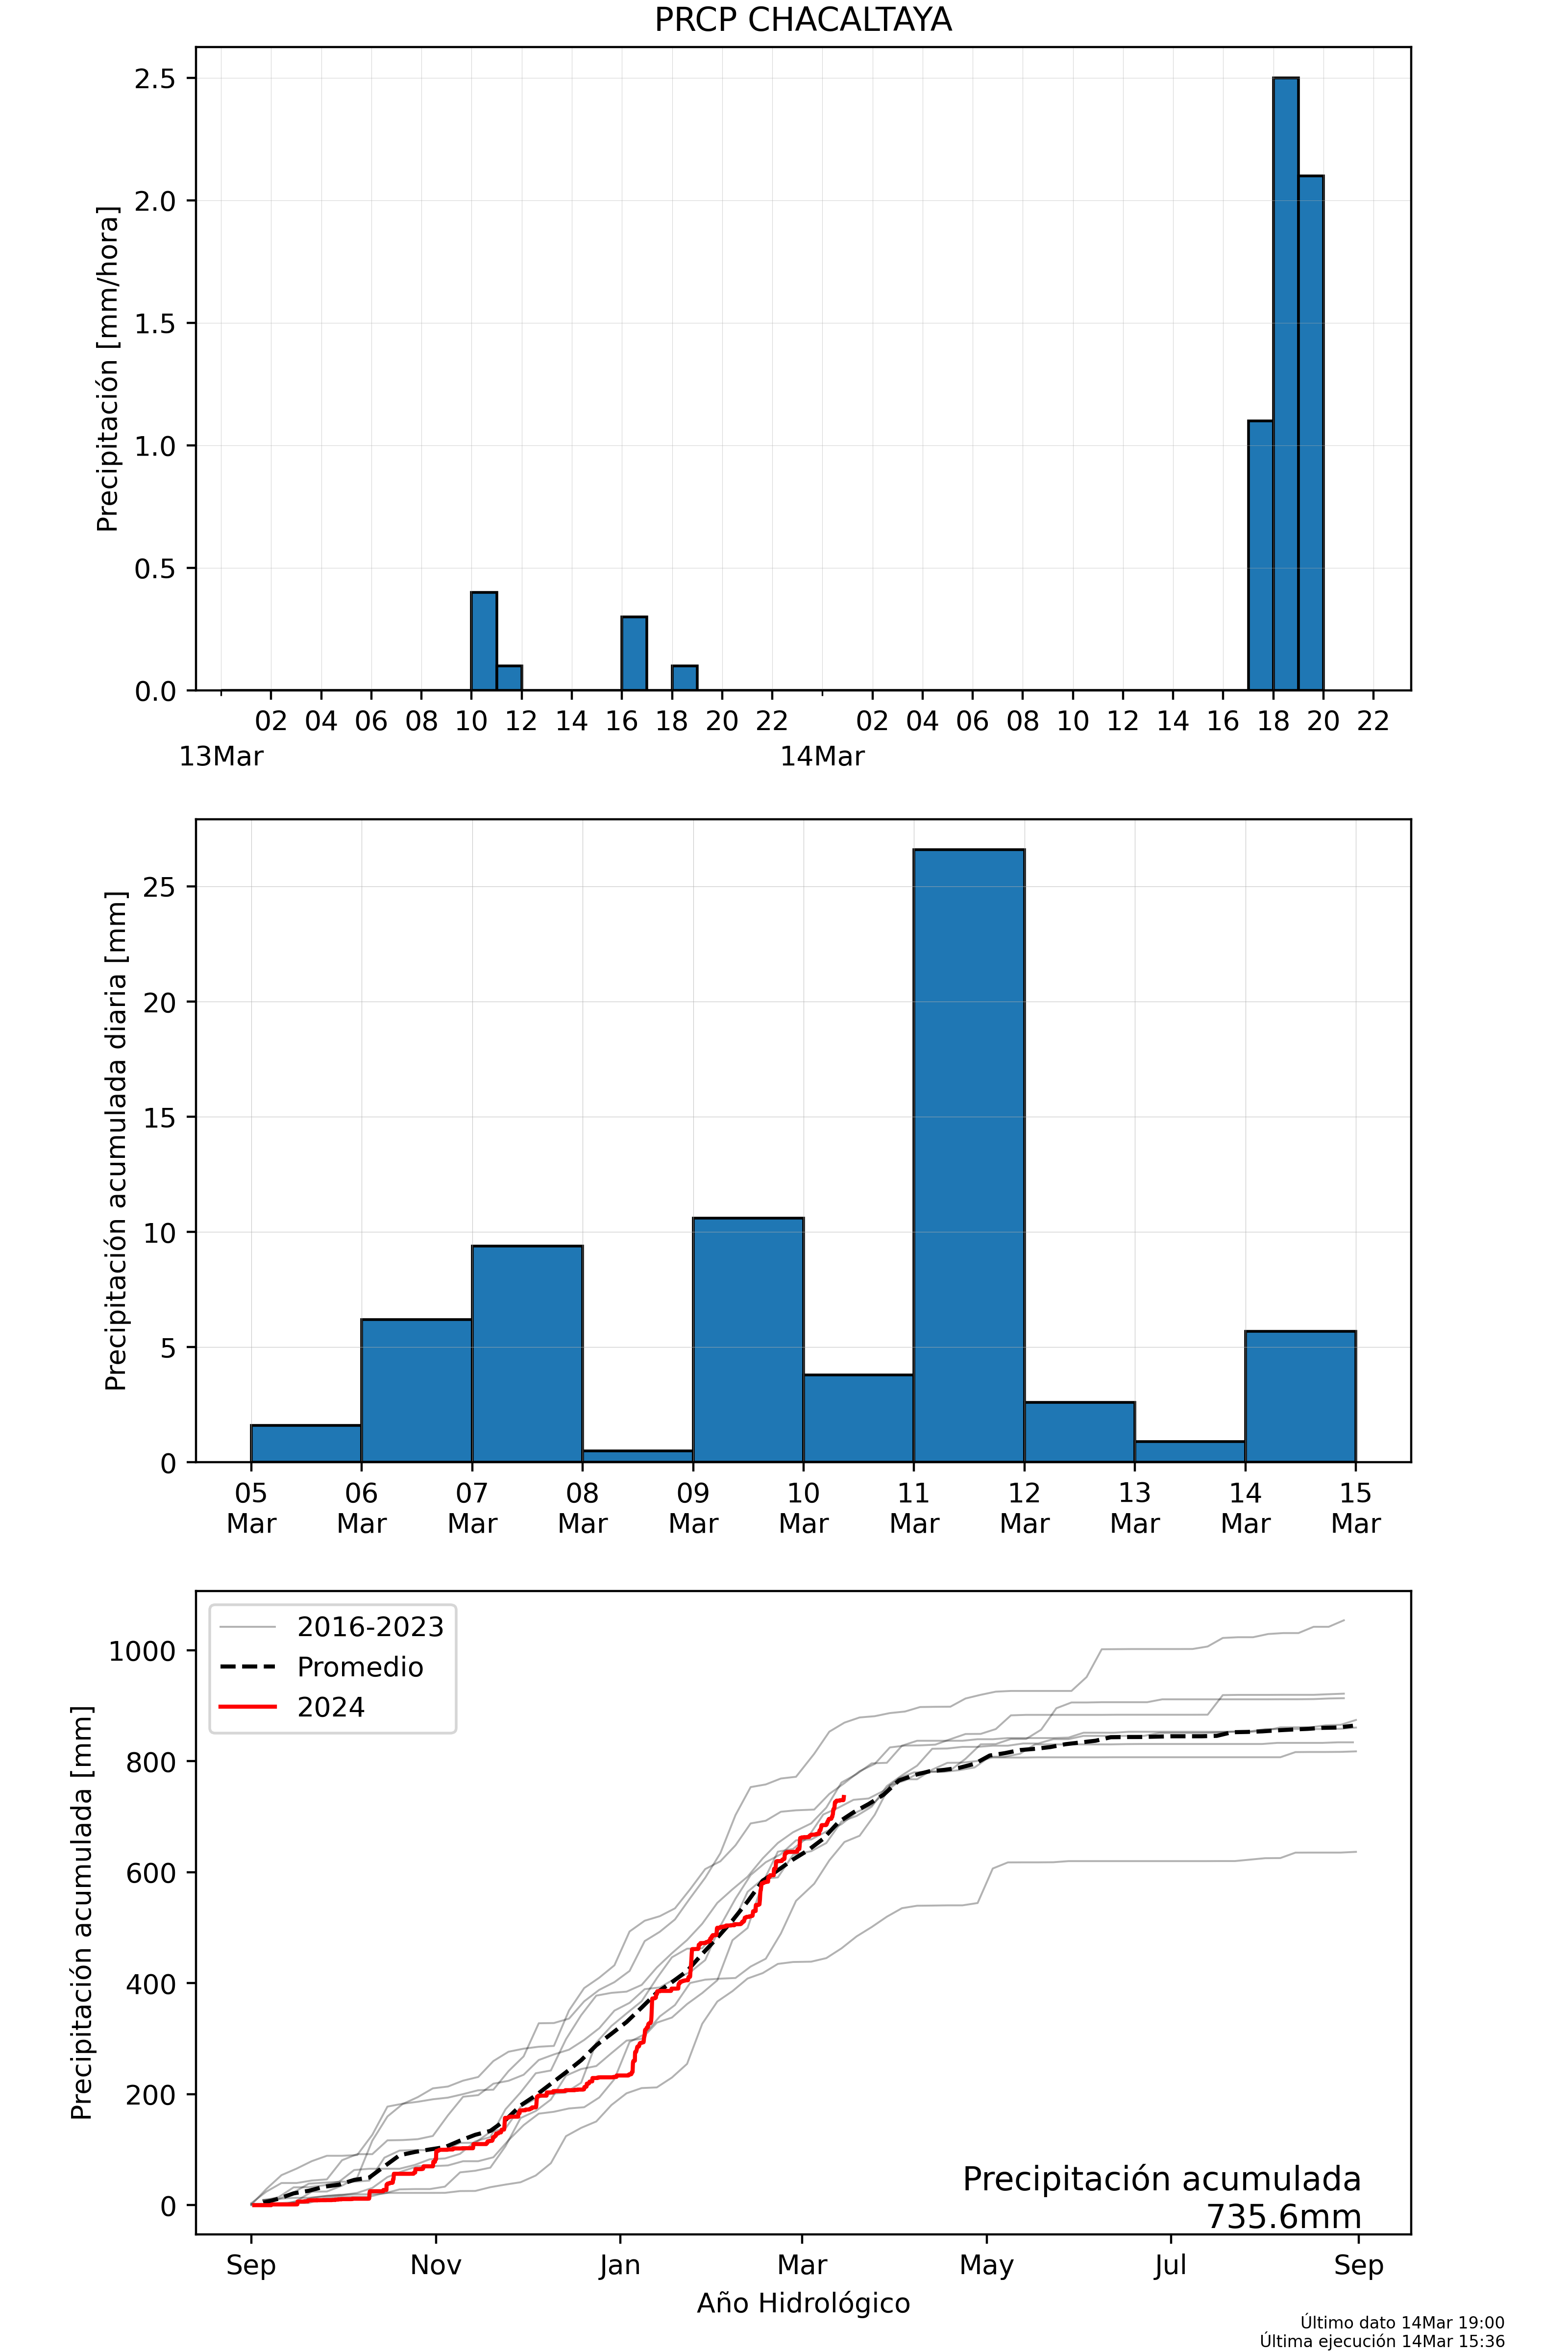 PRCP CHACALTAYA
Precipitación [mm/hora]
2.5
2.0
1.5
1.0
0.5
0.0
02 04 06 08 10 12 14 16 18 20 22 02 04 06 08 10 12 14 16 18 20 22
13Mar 14Mar
Precipitación acumulada diaria [mm]
25
20
15
10
5
0
05 06 07 08 09 10 11 12 13 14 15
Mar Mar Mar Mar Mar Mar Mar Mar Mar Mar Mar
Precipitación acumulada [mm]
1000
800
600
400
200
0
2016-2023
Promedio
2024
Precipitación acumulada
735.6mm
Sep Nov Jan Mar May Jul Sep
Año Hidrológico
Último dato 14Mar 19:00
Última ejecución 14Mar 15:36